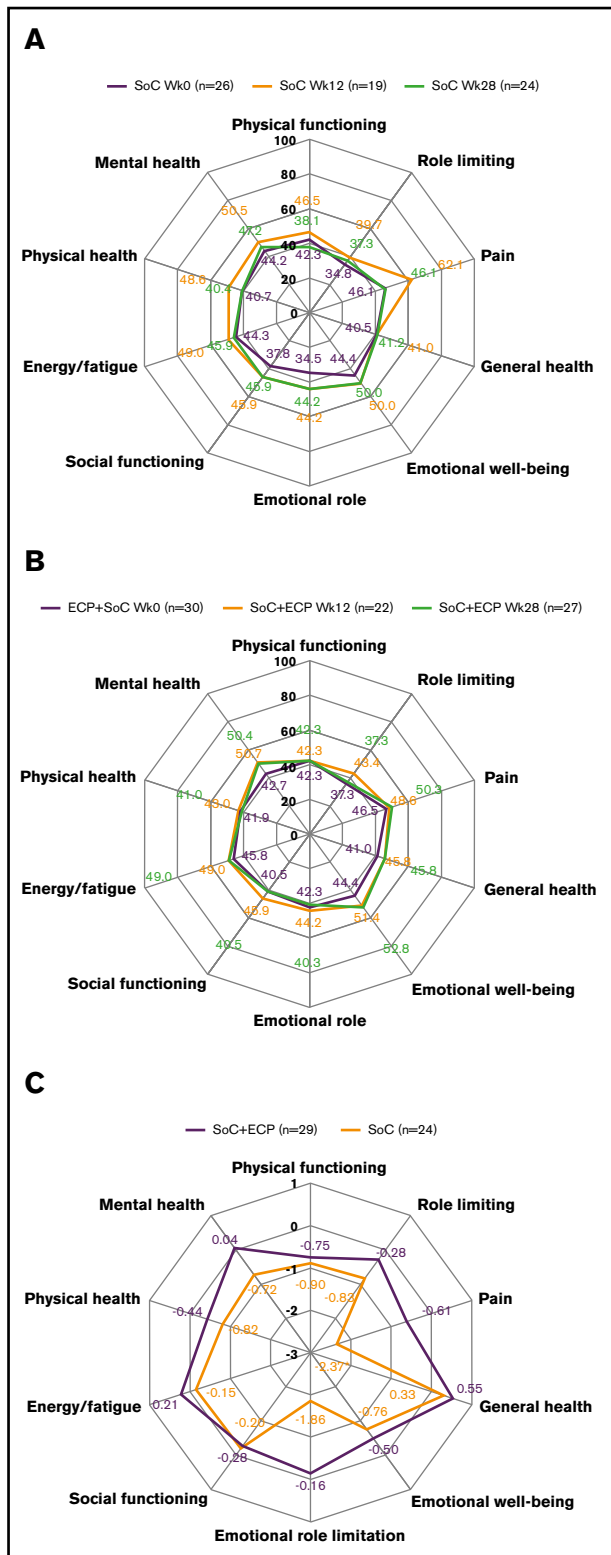 A
SoC Wk0 (n=26) SoC Wk12 (n=19) SoC Wk28 (n=24)
Physical functioning
100
Mental health Role limiting
80
50.5 60 46.5 39.7
47.2 38.1 37.3
Physical health Pain
40 52.1
44.2 42.3 34.8 46.1
48.6 40.4 20
40.7 46.1
0
44.3 40.5 41.2 41.0
49.0 45.9 General health
Energy/fatigue
37.8 34.5 44.4
45.9 44.2 50.0
45.9 44.2 50.0
Social functioning Emotional well-being
Emotional role
B
ECP+SoC Wk0 (n=30) SoC+ECP Wk12 (n=22) SoC+ECP Wk28 (n=27)
Physical functioning
100
Mental health Role limiting
80
50.4 60 42.3 37.3
50.7 42.3 43.4
Physical health Pain
40
42.7 42.3 37.3
41.0 43.0 20 48.6 50.3
41.9 46.5
0
45.8 41.0 45.8 45.8
49.0 49.0 General health
Energy/fatigue
40.5 42.3 44.4
45.9 44.2 51.4
40.5 40.3 52.8
Social functioning Emotional well-being
Emotional role
C
SoC+ECP (n=29) SoC (n=24)
Physical functioning
1
Mental health Role limiting
0.04 0 -0.75 -0.28
-1
-0.72 -0.90 -0.83
Physical health Pain
-0.44 -2 -0.61
0.82
-3
-2.37*
0.21 -0.15 0.33 0.55
Energy/fatigue General health
-0.20 -1.86 -0.76
-0.28 -0.16 -0.50
Social functioning Emotional well-being
Emotional role limitation